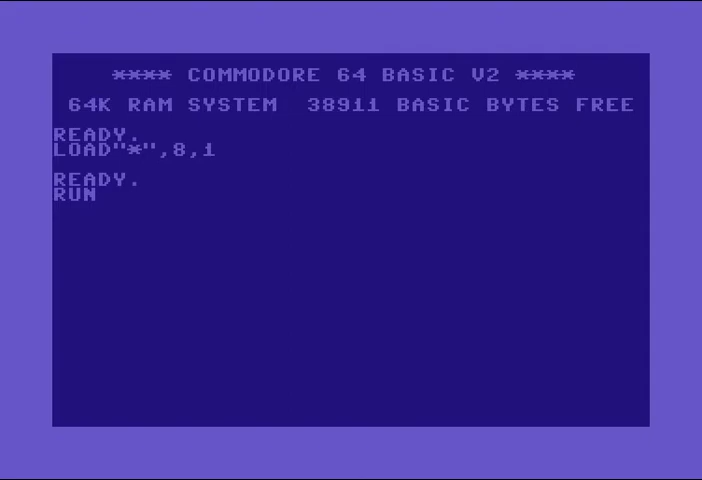 **** COMMODORE 64 BASIC V2 ****
64K RAM SYSTEM  38911 BASIC BYTES FREE
READY.
LOAD"*",8,1
READY.
RUN